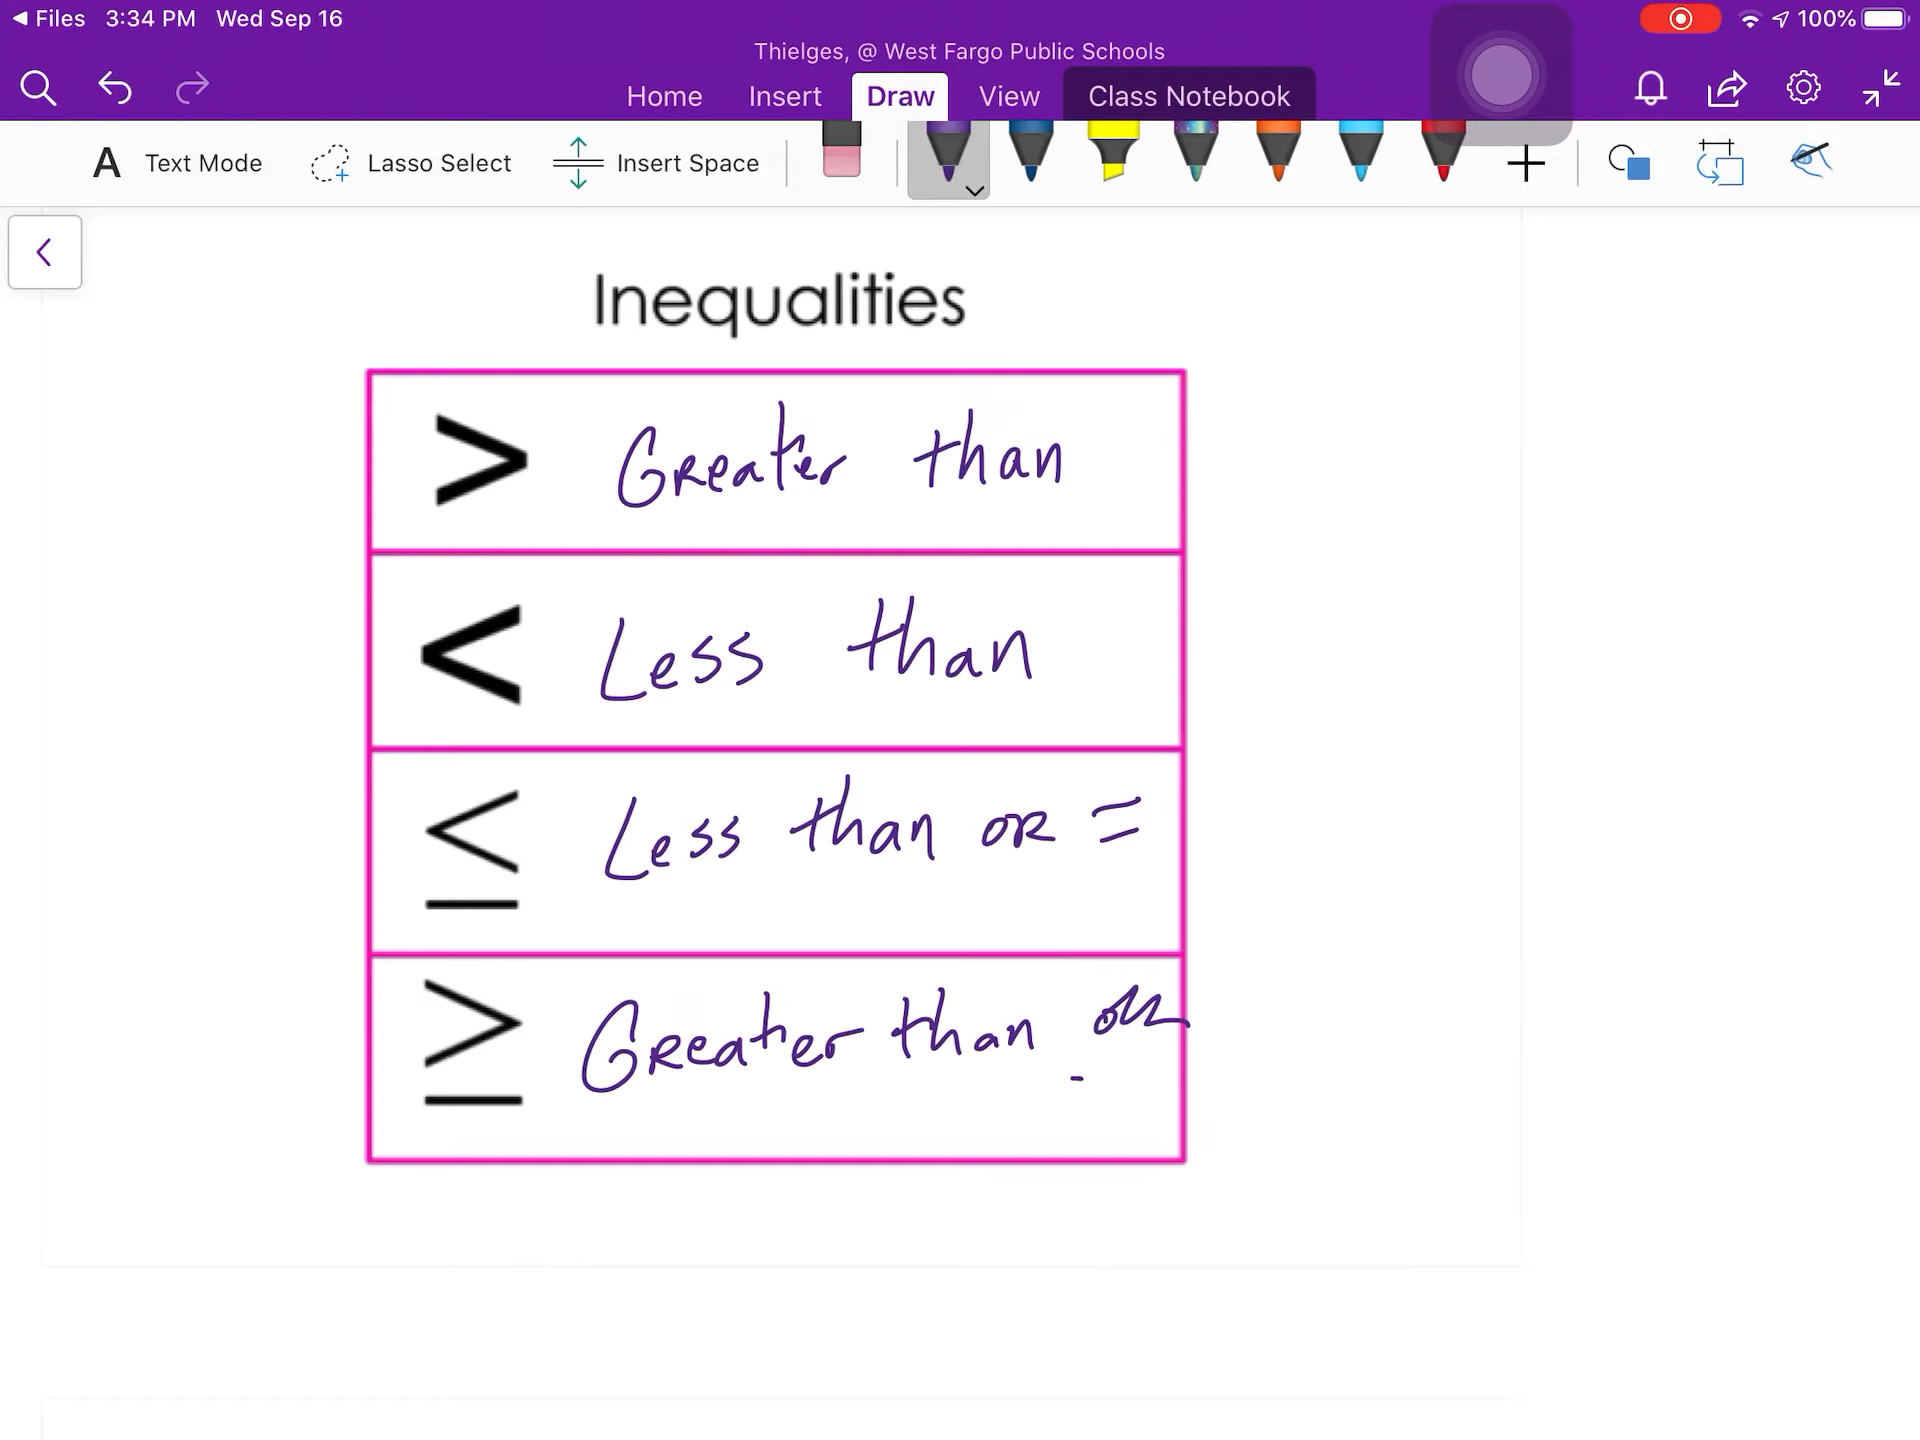 Files 3:34 PM Wed Sep 16 100%
Thielges, @ West Fargo Public Schools
Home Insert Draw View Class Notebook
A Text Mode Lasso Select Insert Space
Inequalities
> Greater than
< Less than
≤ Less than or =
≥ Greater than or
-